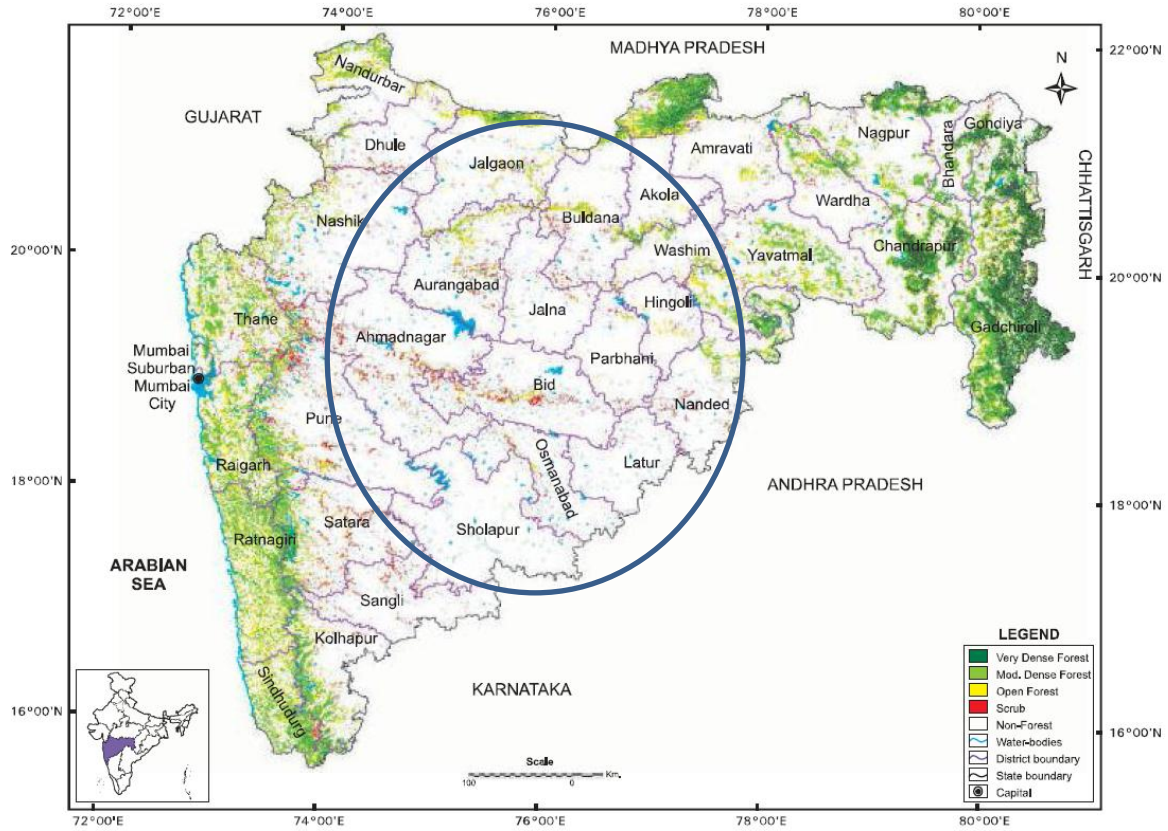 72°00'E 74°00'E 76°00'E 78°00'E 80°00'E
MADHYA PRADESH
22°00'N
N
Nandurbar
GUJARAT
Dhule
Jalgaon
Amravati
Nagpur
Bhandara
Gondiya
CHHATTISGARH
Akola
Buldana
Wardha
Nashik
20°00'N
Washim
Yavatmal
Chandrapur
20°00'N
Aurangabad
Jalna
Hingoli
Thane
Ahmadnagar
Gadchiroli
Parbhani
Mumbai
Suburban
Mumbai
City
Bid
Pune
Nanded
Osmanabad
Latur
Raigarh
18°00'N
ANDHRA PRADESH
18°00'N
Satara
Ratnagiri
Sholapur
ARABIAN
SEA
Sangli
Kolhapur
Sindhudurg
KARNATAKA
16°00'N
16°00'N
LEGEND
Very Dense Forest
Mod. Dense Forest
Open Forest
Scrub
Non-Forest
Water-bodies
District boundary
State boundary
Capital
Scale
100 0 Km.
72°00'E 74°00'E 76°00'E 78°00'E 80°00'E